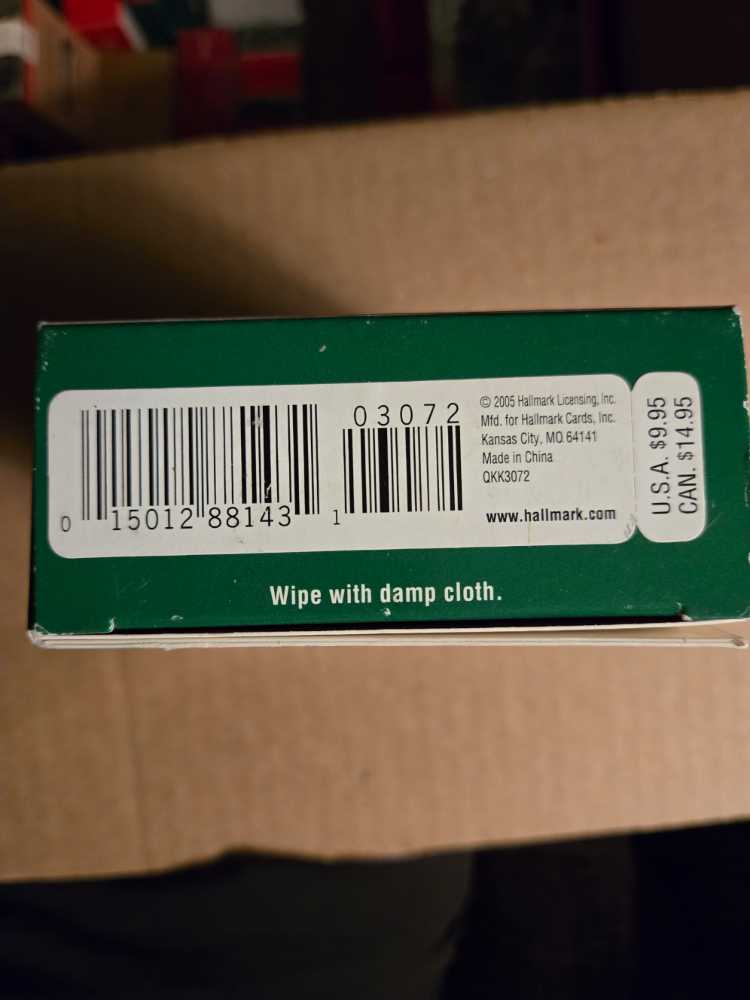 03072
0 15012 88143 1
© 2005 Hallmark Licensing, Inc.
Mfd. for Hallmark Cards, Inc.
Kansas City, MO 64141
Made in China
QKK3072
www.hallmark.com
U.S.A. $9.95
CAN. $14.95
Wipe with damp cloth.